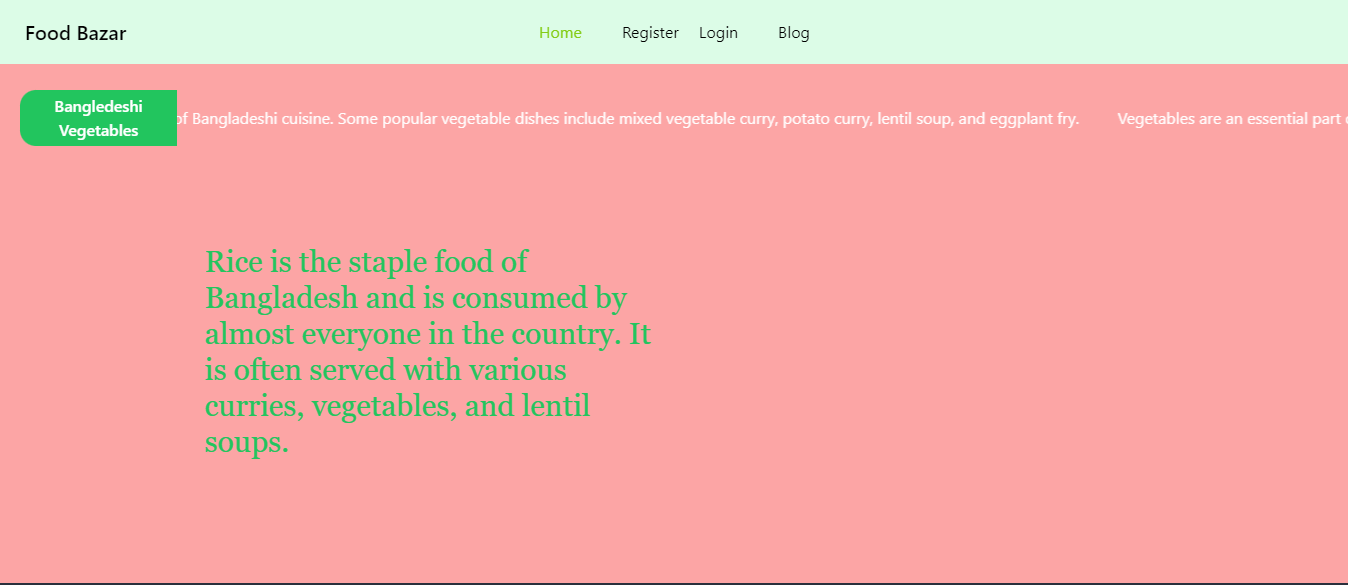 Food Bazar
Home Register Login Blog
Bangledeshi
Vegetables
of Bangladeshi cuisine. Some popular vegetable dishes include mixed vegetable curry, potato curry, lentil soup, and eggplant fry. Vegetables are an essential part
Rice is the staple food of
Bangladesh and is consumed by
almost everyone in the country. It
is often served with various
curries, vegetables, and lentil
soups.